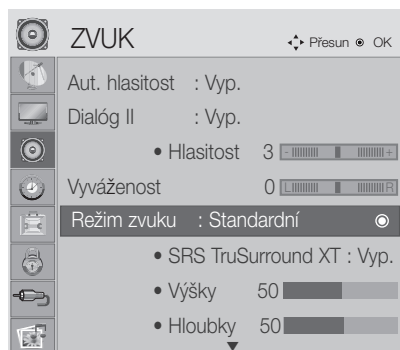 ZVUK
Přesun OK
Aut. hlasitost : Vyp.
Dialóg II : Vyp.
• Hlasitost 3 - +
Vyváženost 0 L R
Režim zvuku : Standardní
• SRS TruSurround XT : Vyp.
• Výšky 50
• Hloubky 50